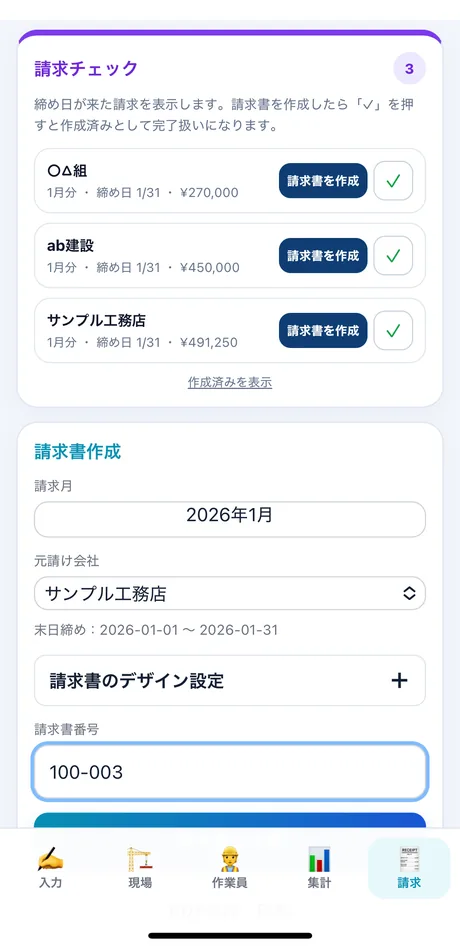 請求チェック
3
締め日が来た請求を表示します。請求書を作成したら「✓」を押
すと作成済みとして完了扱いになります。
〇△組
1月分 ・ 締め日 1/31 ・ ¥270,000
請求書を作成
✓
ab建設
1月分 ・ 締め日 1/31 ・ ¥450,000
請求書を作成
✓
サンプル工務店
1月分 ・ 締め日 1/31 ・ ¥491,250
請求書を作成
✓
作成済みを表示
請求書作成
請求月
2026年1月
元請け会社
サンプル工務店
末日締め：2026-01-01 〜 2026-01-31
請求書のデザイン設定
+
請求書番号
100-003
入力
現場
作業員
集計
RECEIPT
請求